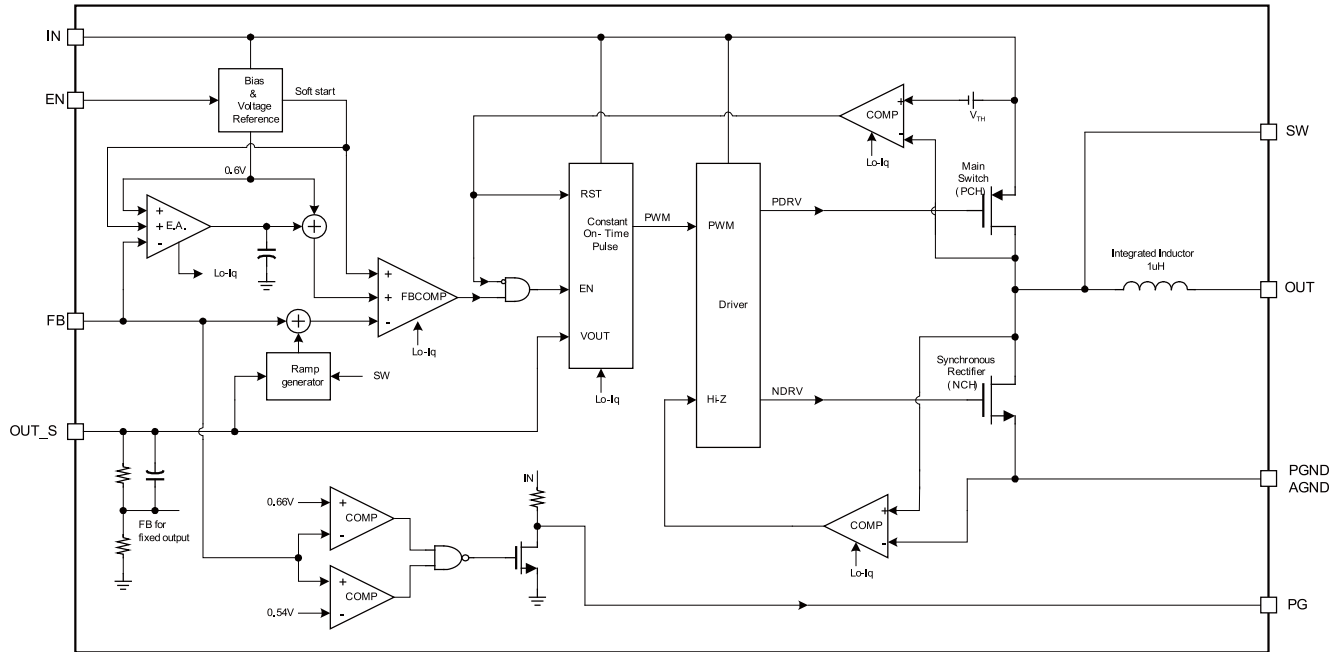 IN
EN
Bias
&
Voltage
Reference
Soft start
0.6V
+
+
-
E.A.
+
Lo-Iq
FB
+
Ramp
generator
SW
+
+
-
FBCOMP
Lo-Iq
OUT_S
FB for
fixed output
0.66V
+
-
COMP
+
-
COMP
0.54V
IN
RST
Constant
On- Time
Pulse
EN
VOUT
Lo-Iq
PWM
PWM
Driver
Hi-Z
PDRV
NDRV
COMP
+
-
Lo-Iq
VTH
Main
Switch
(PCH)
Synchronous
Rectifier
(NCH)
COMP
+
-
Lo-Iq
Integrated Inductor
1uH
SW
OUT
PGND
AGND
PG